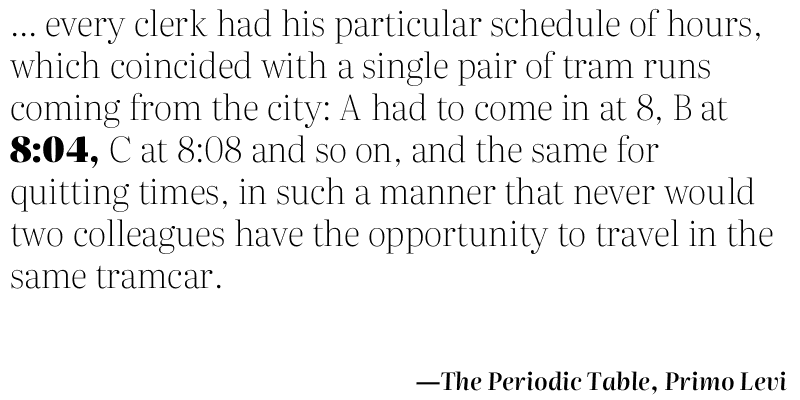 ... every clerk had his particular schedule of hours,
which coincided with a single pair of tram runs
coming from the city: A had to come in at 8, B at
8:04, C at 8:08 and so on, and the same for
quitting times, in such a manner that never would
two colleagues have the opportunity to travel in the
same tramcar.
—The Periodic Table, Primo Levi